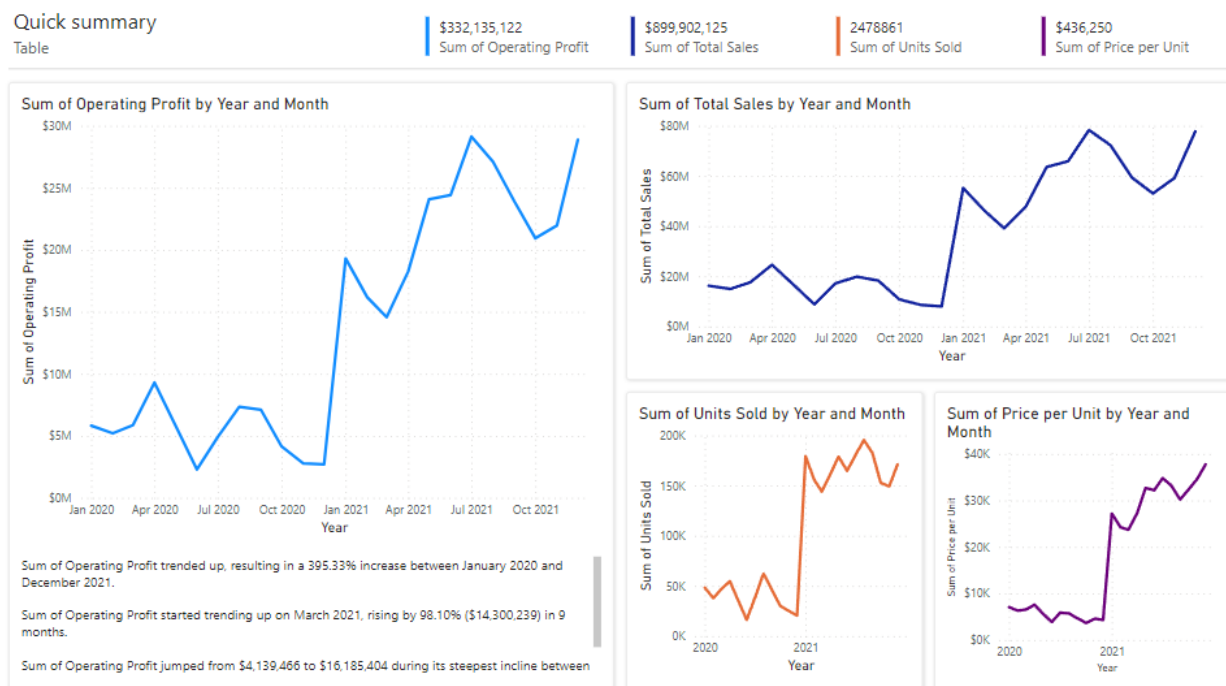 Quick summary
Table
$332,135,122
Sum of Operating Profit
$899,902,125
Sum of Total Sales
2478861
Sum of Units Sold
$436,250
Sum of Price per Unit
Sum of Operating Profit by Year and Month
$30M
$25M
$20M
$15M
$10M
$5M
$0M
Sum of Operating Profit
Jan 2020 Apr 2020 Jul 2020 Oct 2020 Jan 2021 Apr 2021 Jul 2021 Oct 2021
Year
Sum of Operating Profit trended up, resulting in a 395.33% increase between January 2020 and
December 2021.
Sum of Operating Profit started trending up on March 2021, rising by 98.10% ($14,300,239) in 9
months.
Sum of Operating Profit jumped from $4,139,466 to $16,185,404 during its steepest incline between
Sum of Total Sales by Year and Month
$80M
$60M
$40M
$20M
$0M
Sum of Total Sales
Jan 2020 Apr 2020 Jul 2020 Oct 2020 Jan 2021 Apr 2021 Jul 2021 Oct 2021
Year
Sum of Units Sold by Year and Month
200K
150K
100K
50K
0K
Sum of Units Sold
2020 2021
Year
Sum of Price per Unit by Year and
Month
$40K
$30K
$20K
$10K
$0K
Sum of Price per Unit
2020 2021
Year